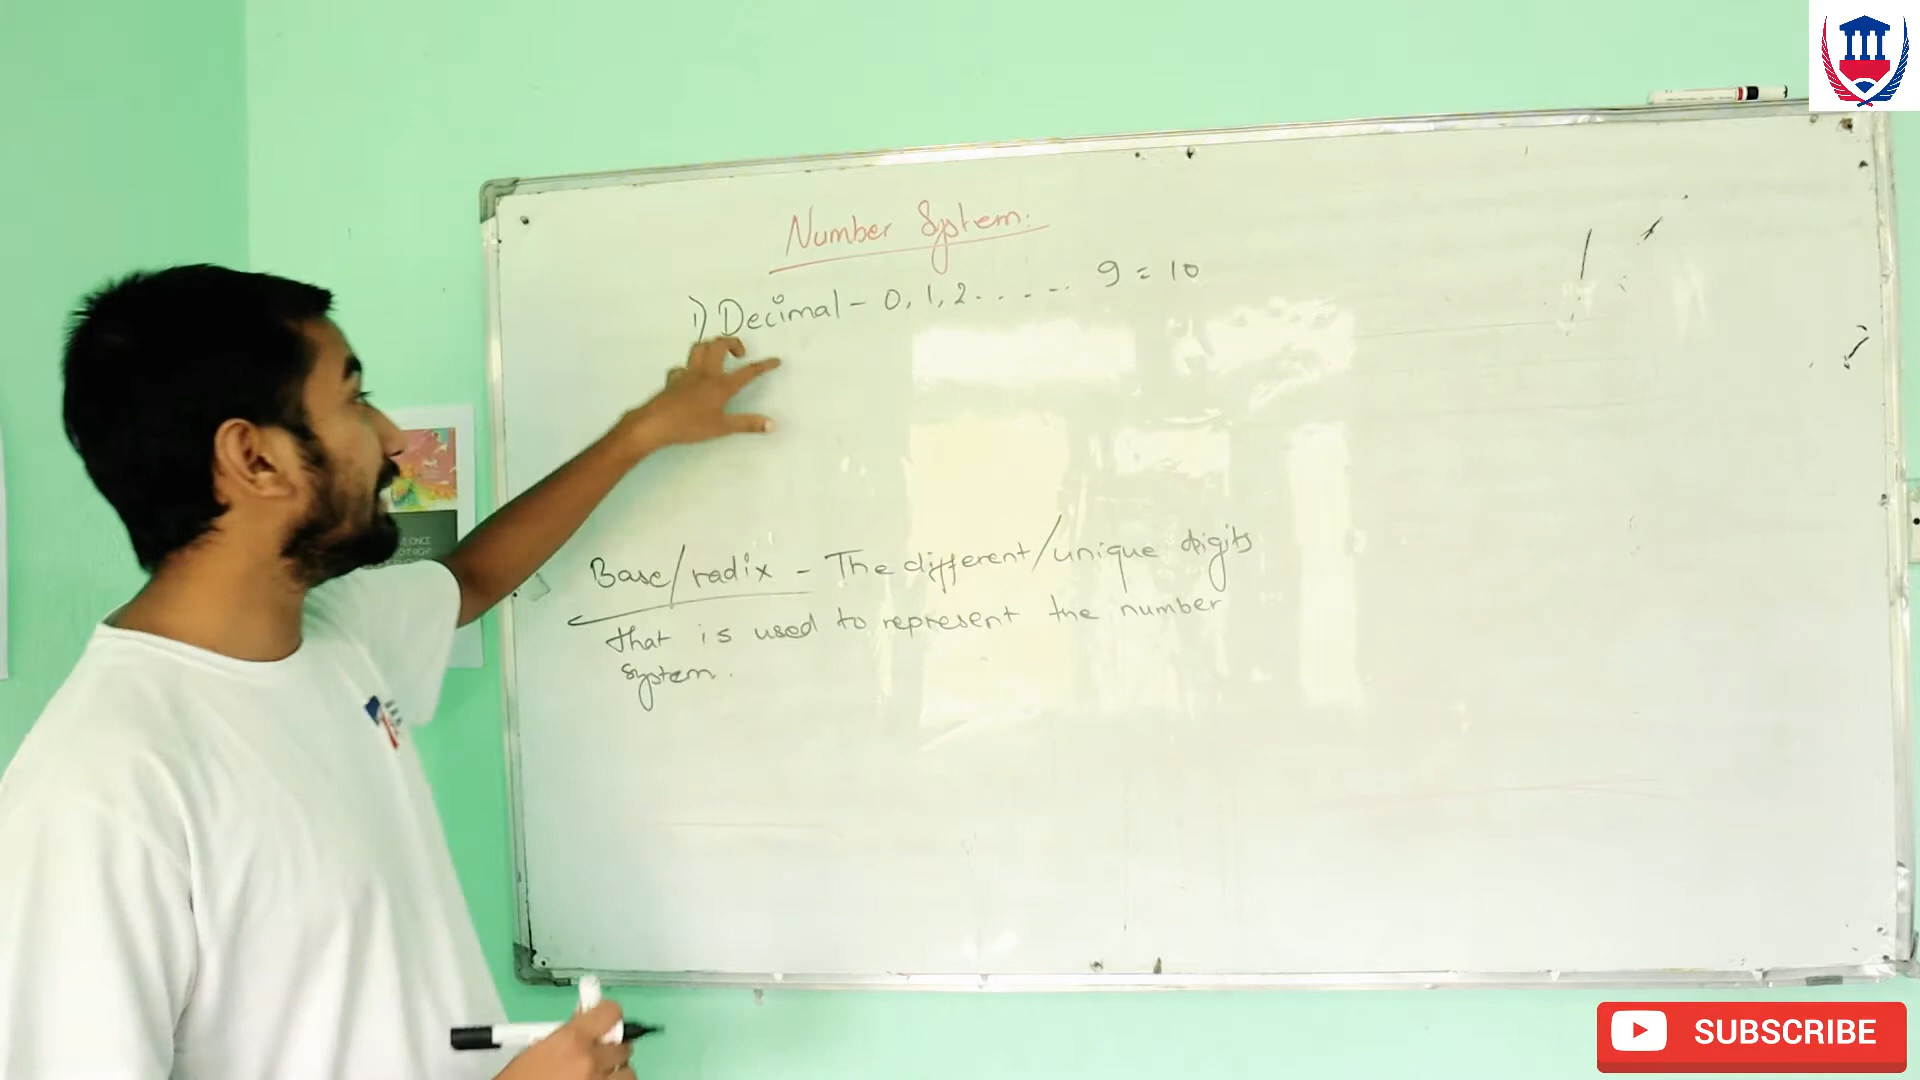 Number System:
1) Decimal - 0, 1, 2 . . . . . 9 = 10
Base/radix - The different/unique digits
that is used to represent the number
system.
SUBSCRIBE